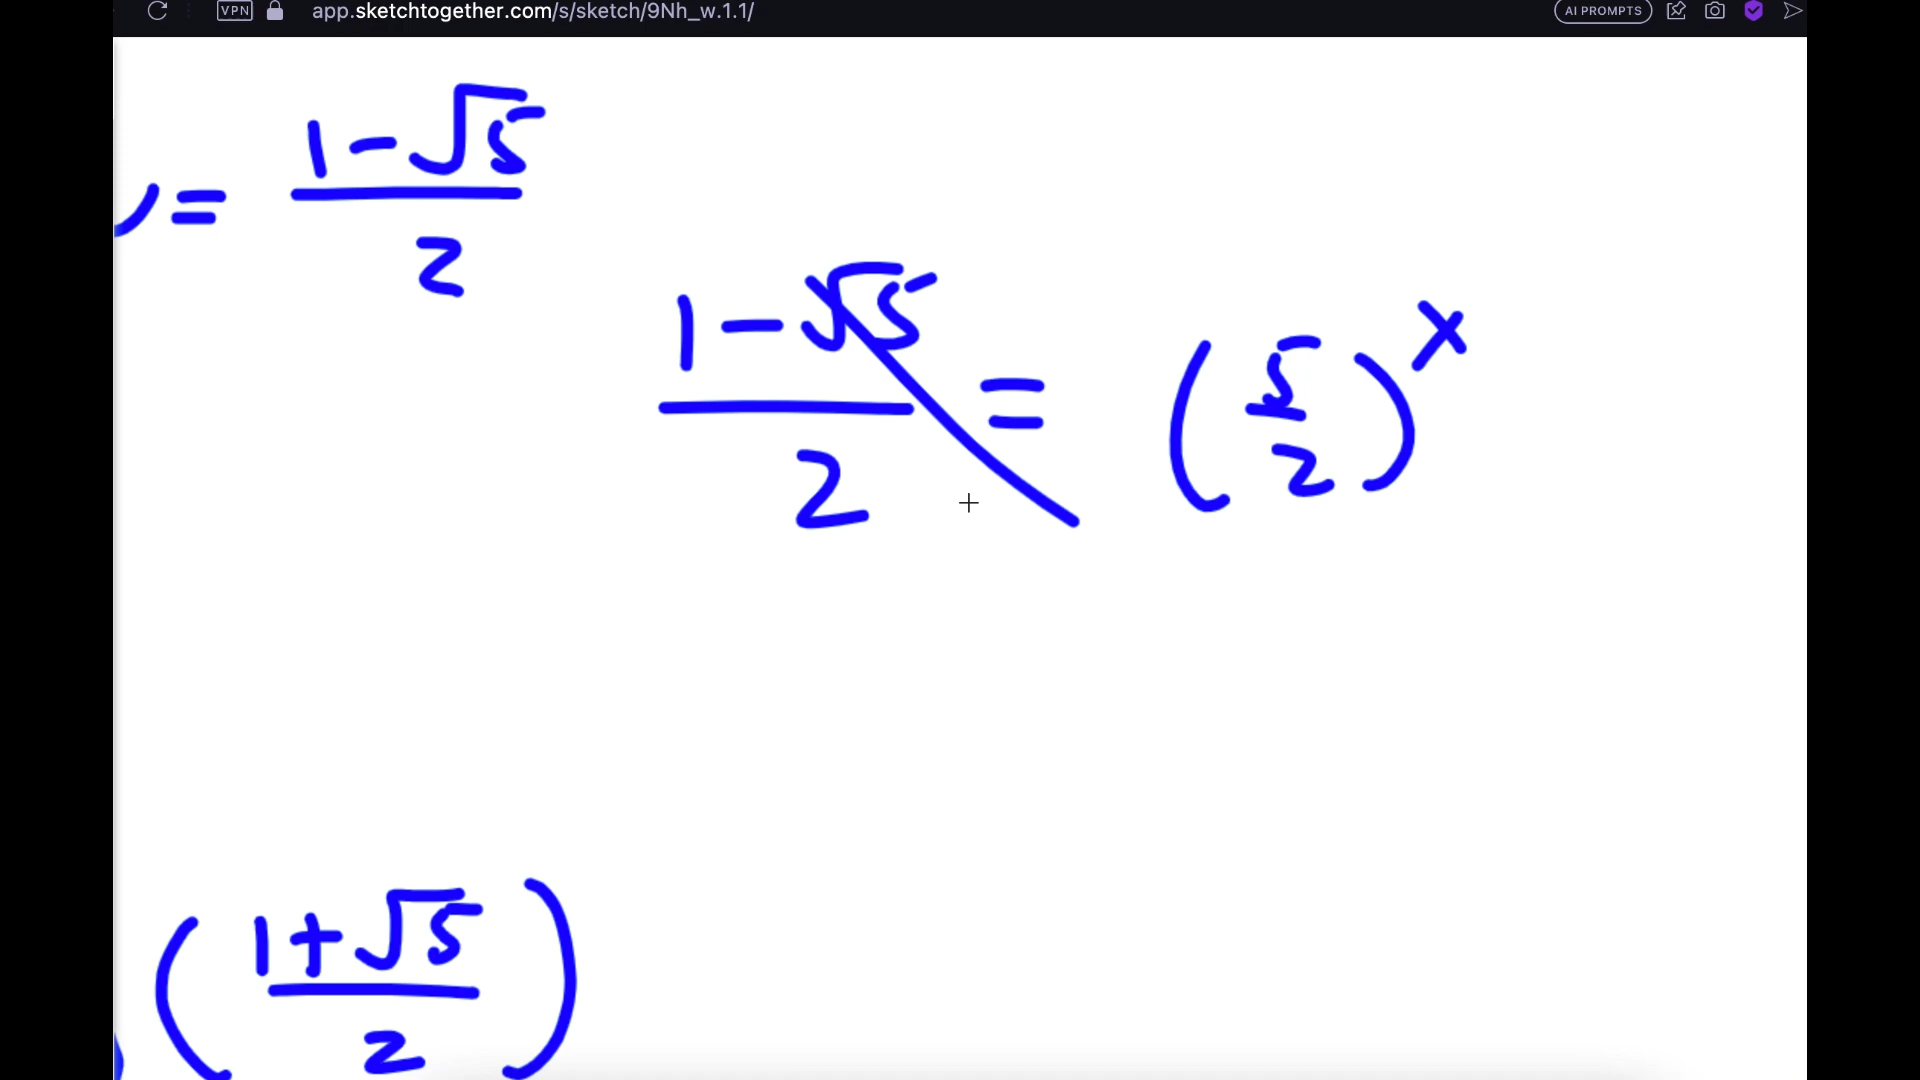 VPN app.sketchtogether.com/s/sketch/9Nh_w.1.1/ AI PROMPTS
= (1-√5)/2
(1-√5)/2 = (5/2)^x
((1+√5)/2)